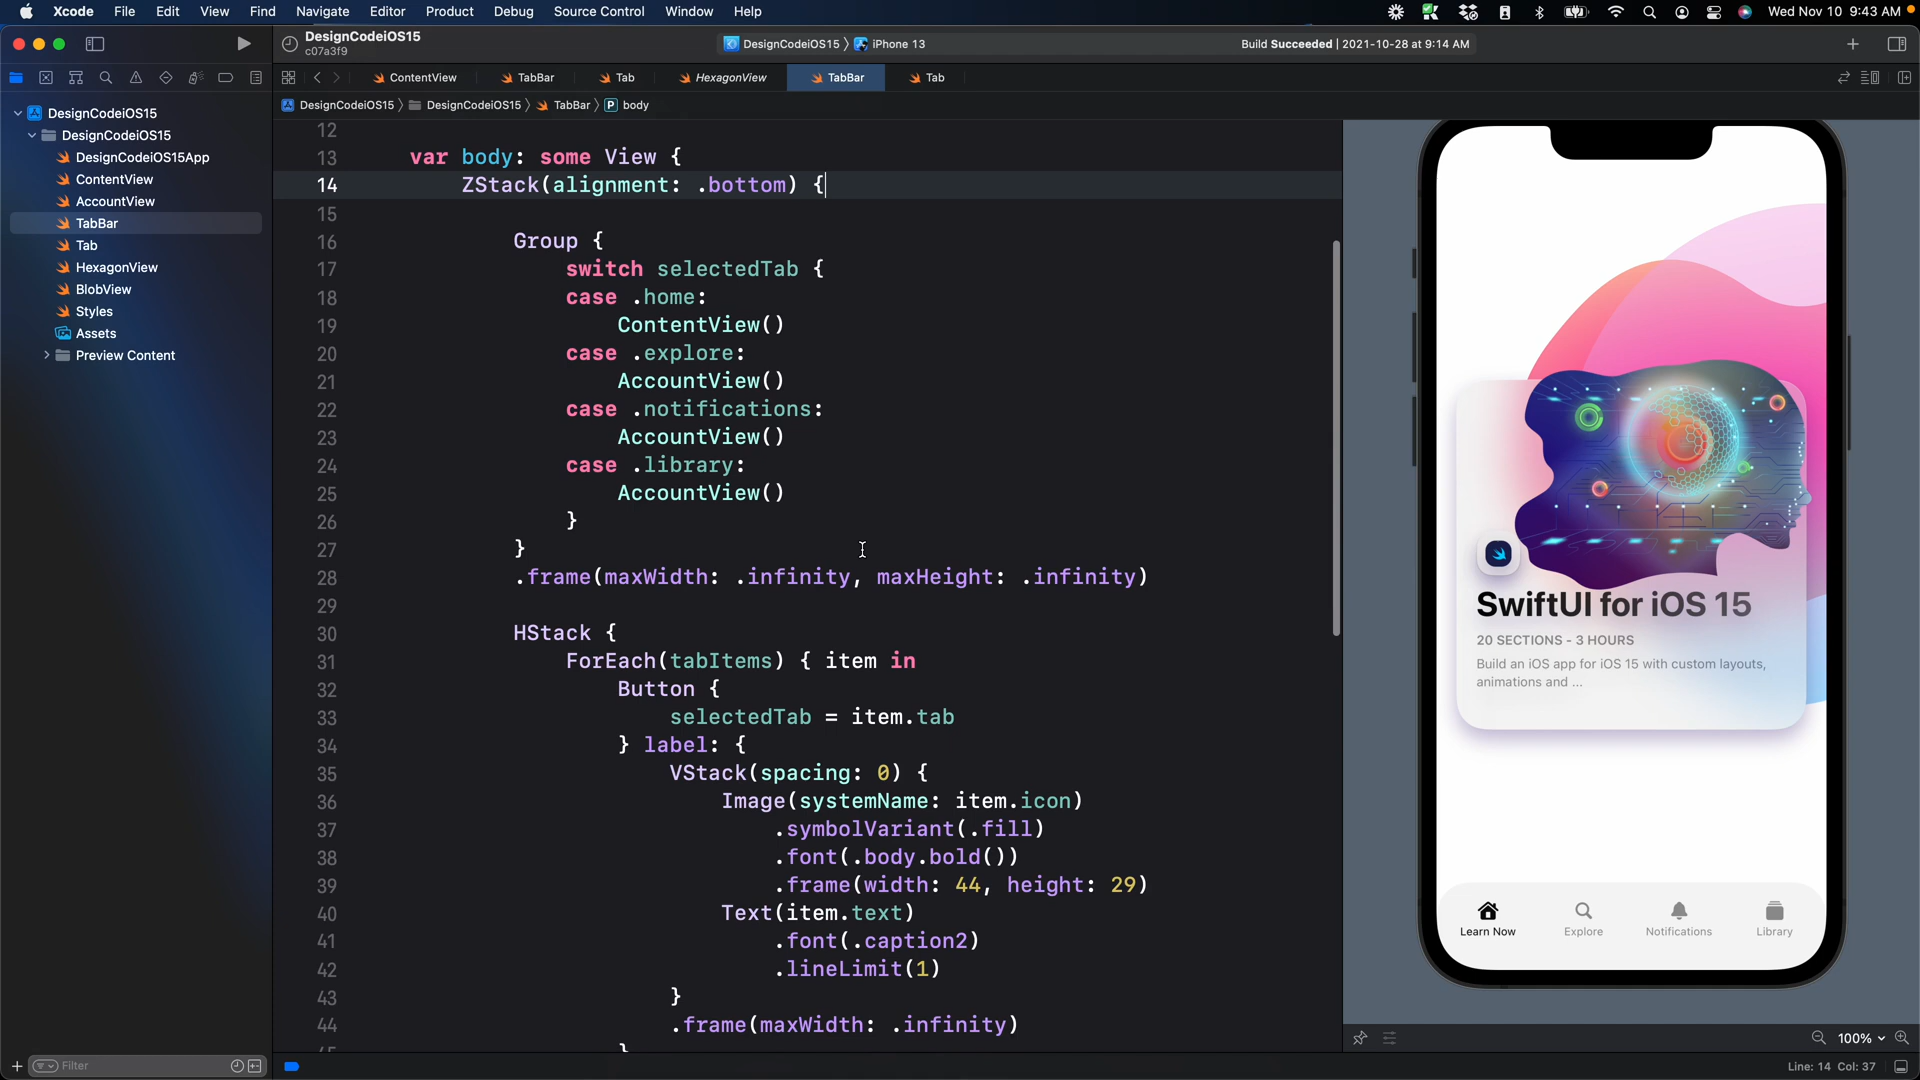 Xcode File Edit View Find Navigate Editor Product Debug Source Control Window Help Wed Nov 10 9:43 AM
DesignCodeiOS15
c07a3f9
DesignCodeiOS15 iPhone 13
Build Succeeded | 2021-10-28 at 9:14 AM
ContentView TabBar Tab HexagonView TabBar Tab
DesignCodeiOS15 DesignCodeiOS15 TabBar P body
DesignCodeiOS15
DesignCodeiOS15
DesignCodeiOS15App
ContentView
AccountView
TabBar
Tab
HexagonView
BlobView
Styles
Assets
Preview Content
Filter
12
13 var body: some View {
14 ZStack(alignment: .bottom) {
15
16 Group {
17 switch selectedTab {
18 case .home:
19 ContentView()
20 case .explore:
21 AccountView()
22 case .notifications:
23 AccountView()
24 case .library:
25 AccountView()
26 }
27 }
28 .frame(maxWidth: .infinity, maxHeight: .infinity)
29
30 HStack {
31 ForEach(tabItems) { item in
32 Button {
33 selectedTab = item.tab
34 } label: {
35 VStack(spacing: 0) {
36 Image(systemName: item.icon)
37 .symbolVariant(.fill)
38 .font(.body.bold())
39 .frame(width: 44, height: 29)
40 Text(item.text)
41 .font(.caption2)
42 .lineLimit(1)
43 }
44 .frame(maxWidth: .infinity)
45 }
SwiftUI for iOS 15
20 SECTIONS - 3 HOURS
Build an iOS app for iOS 15 with custom layouts,
animations and ...
Learn Now Explore Notifications Library
100%
Line: 14 Col: 37